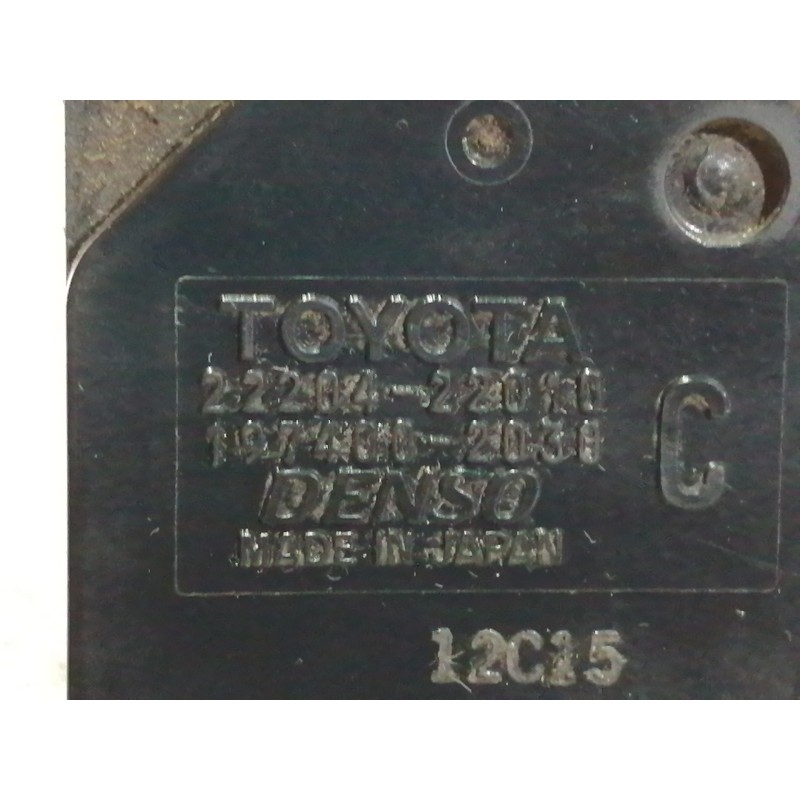 TOYOTA
22204-22010
197400-2030
C
DENSO
MADE IN JAPAN
12C15